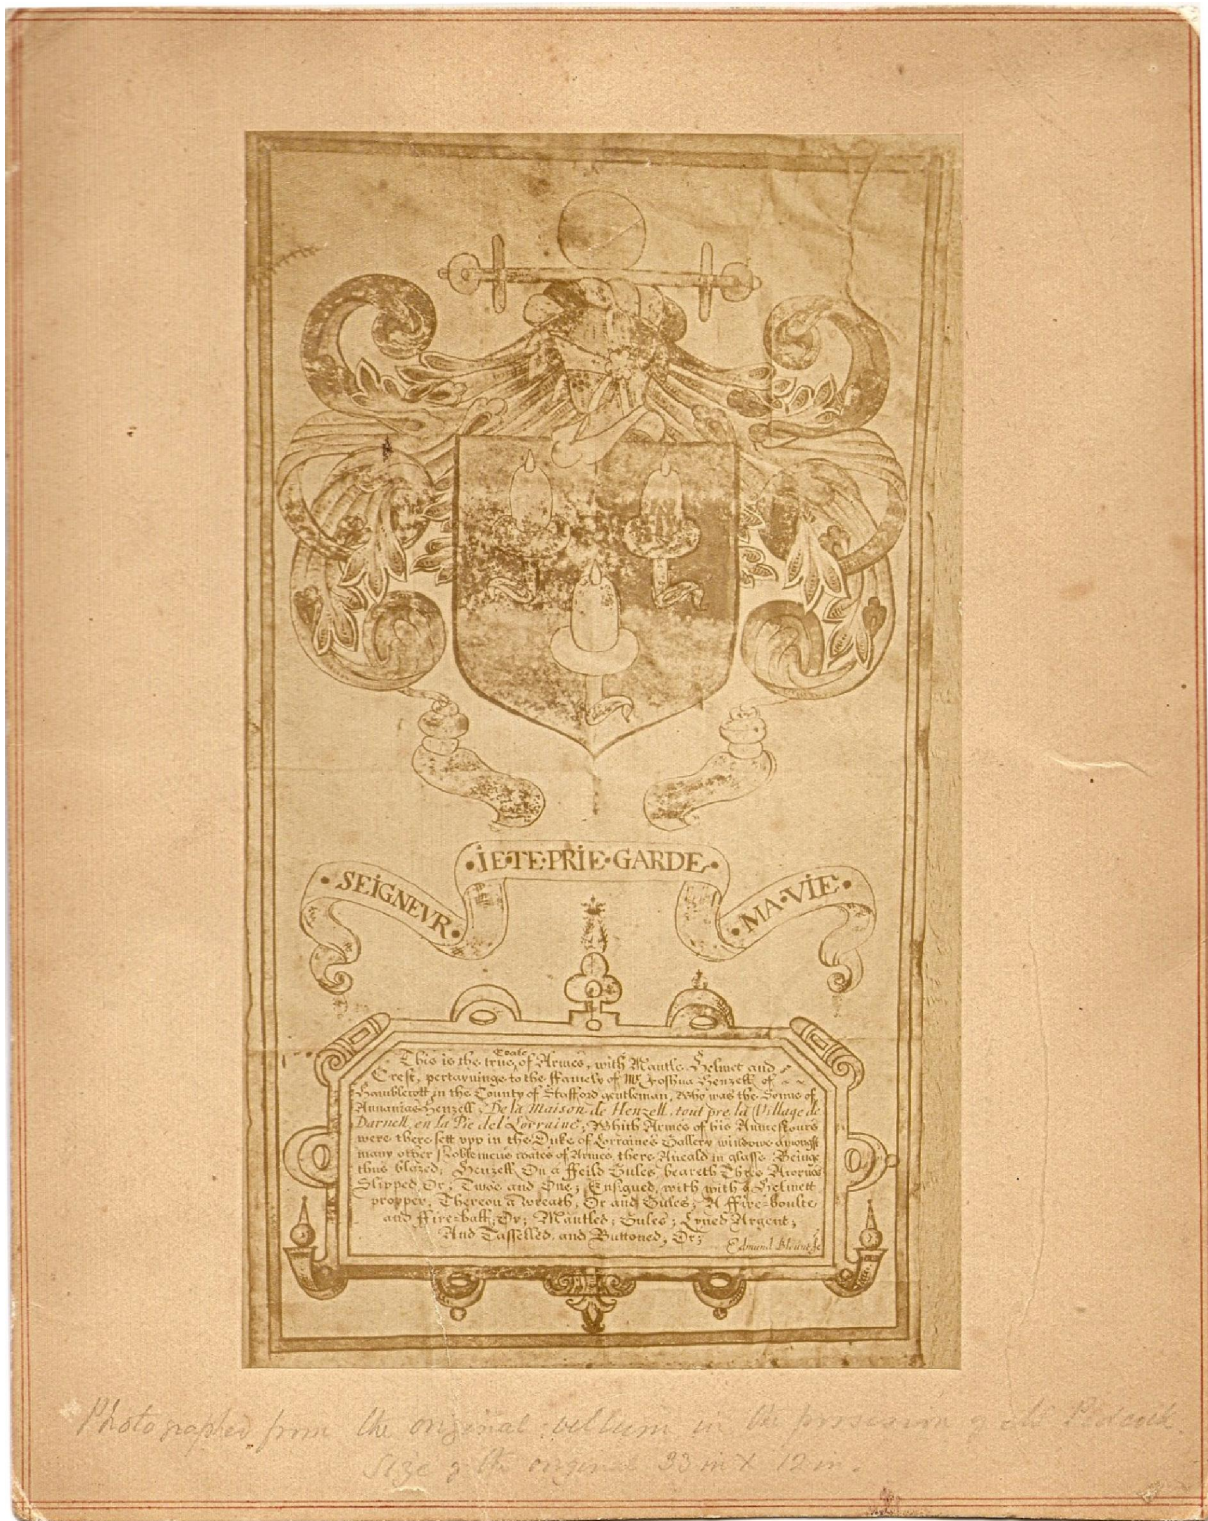 SEIGNEVR·
·IE·TE·PRIE·GARDE·
·MA·VIE·
This is the true Coate of Armes, with Mantle Helmet and
Crest, pertayninge to the ffamely of Mr Joshua Henzell of
Hamblecott in the County of Stafford gentleman, Who was the Sonne of
Annanias Henzell, De la Maison de Henzell, tout pre la Village de
Darnell, en la Pie del Lorraine; Which Armes of his Auncestours
were there sett vpp in the Duke of Lorraines Gallery windowe amongst
many other Noblemens coates of Armes there Aneald in glasse Beinge
thus blazed; Henzell, On a ffeild Gules beareth Three Acornes
Slipped, Or; Twoe and One; Ensigned with with a Helmett
propper, Thereon a wreath, Or and Gules; A ffire=boulte
and ffire=ball, Or; Mantled, Gules; Lyned Argent;
And Tasselled, and Buttoned, Or;
Edmund Blount
Photographed from the original vellum in the possession of
Size of the original 33 in X 12 in.